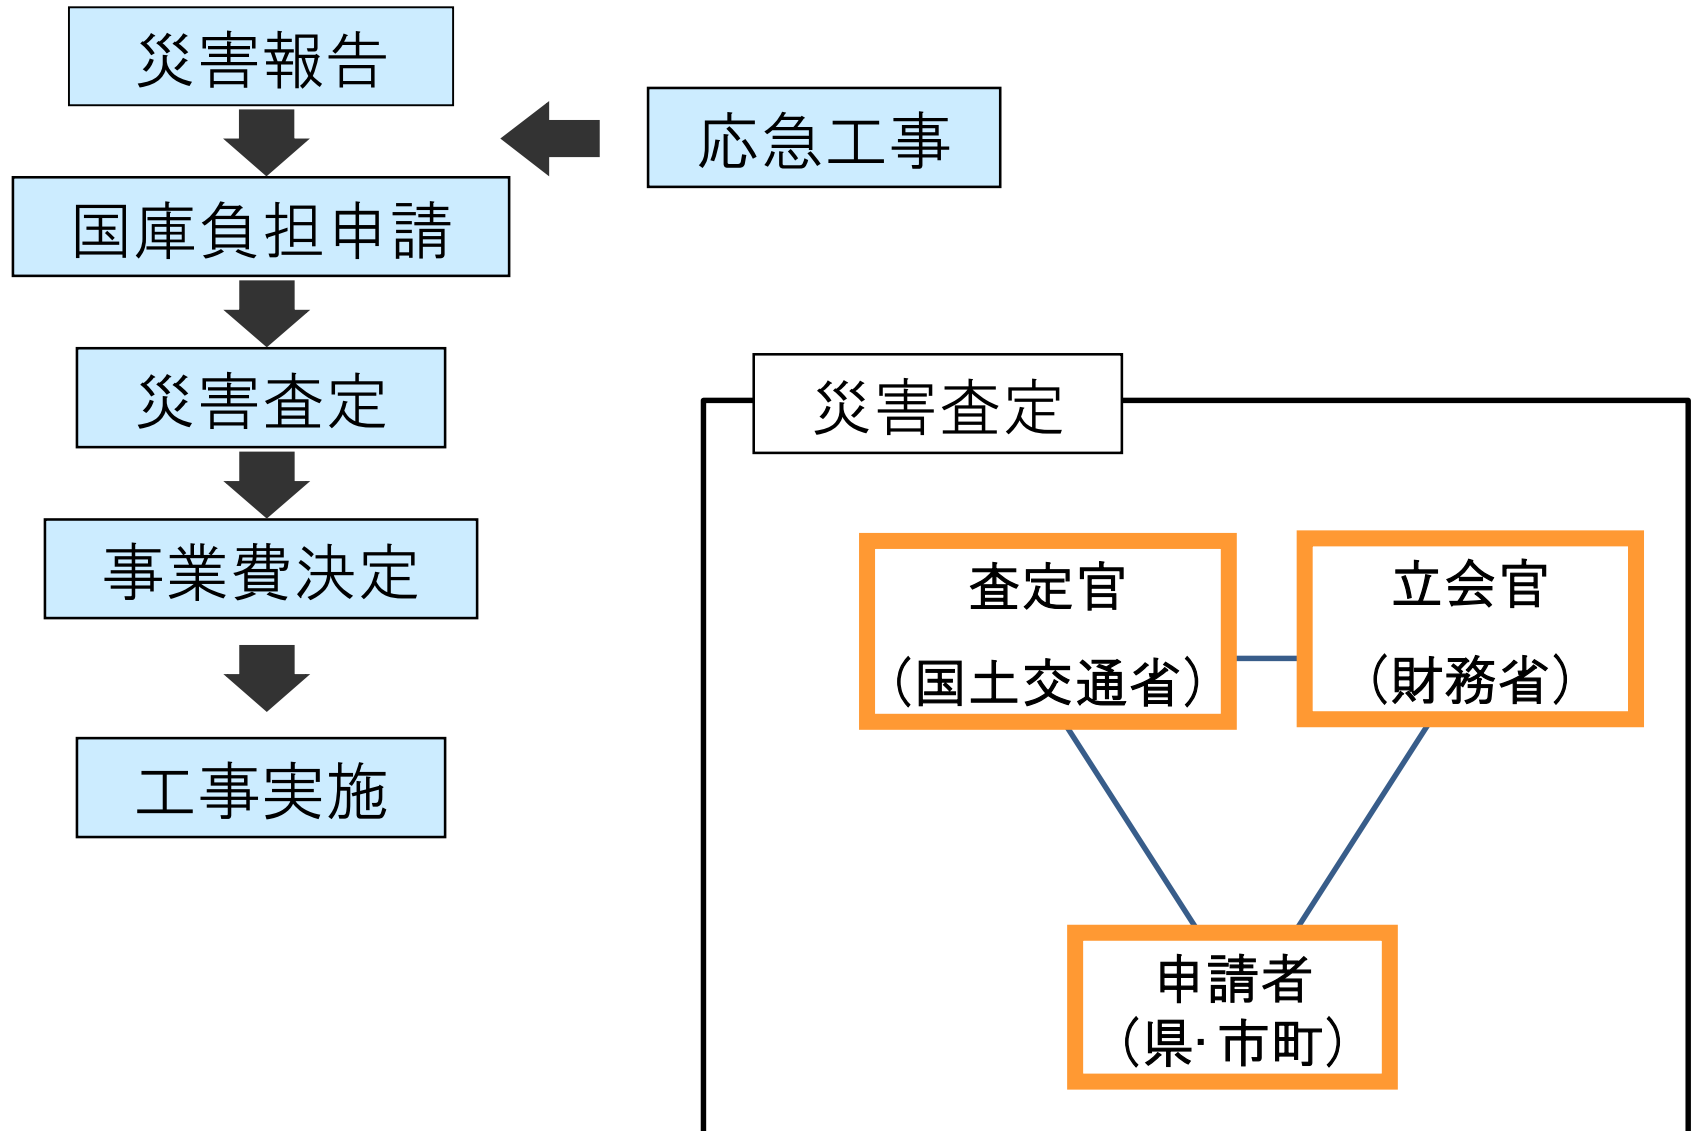 災害報告
応急工事
国庫負担申請
災害査定
事業費決定
工事実施
災害査定
査定官
（国土交通省）
立会官
（財務省）
申請者
（県・市町）